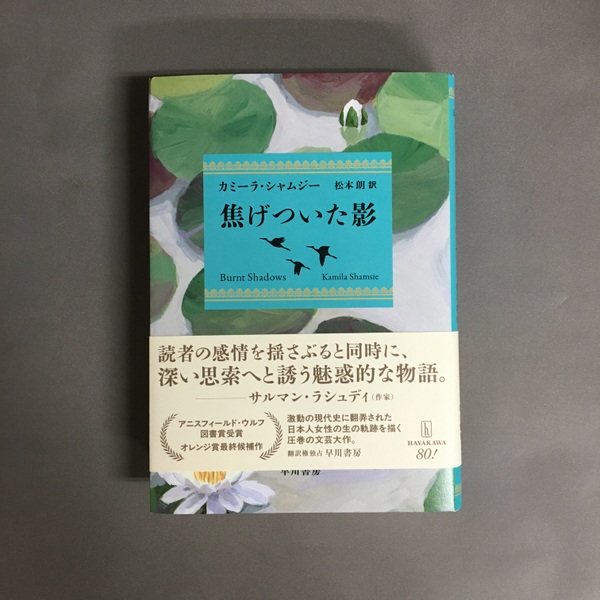 カミーラ・シャムジー 松本 朗 訳
焦げついた影
Burnt Shadows Kamila Shamsie
読者の感情を揺さぶると同時に、
深い思索へと誘う魅惑的な物語。
――サルマン・ラシュディ(作家)
アニスフィールド・ウルフ
図書賞受賞
オレンジ賞最終候補作
激動の現代史に翻弄された
日本人女性の生の軌跡を描く
圧巻の文芸大作。
翻訳権独占 早川書房
h
HAYAKAWA
80!
早川書房